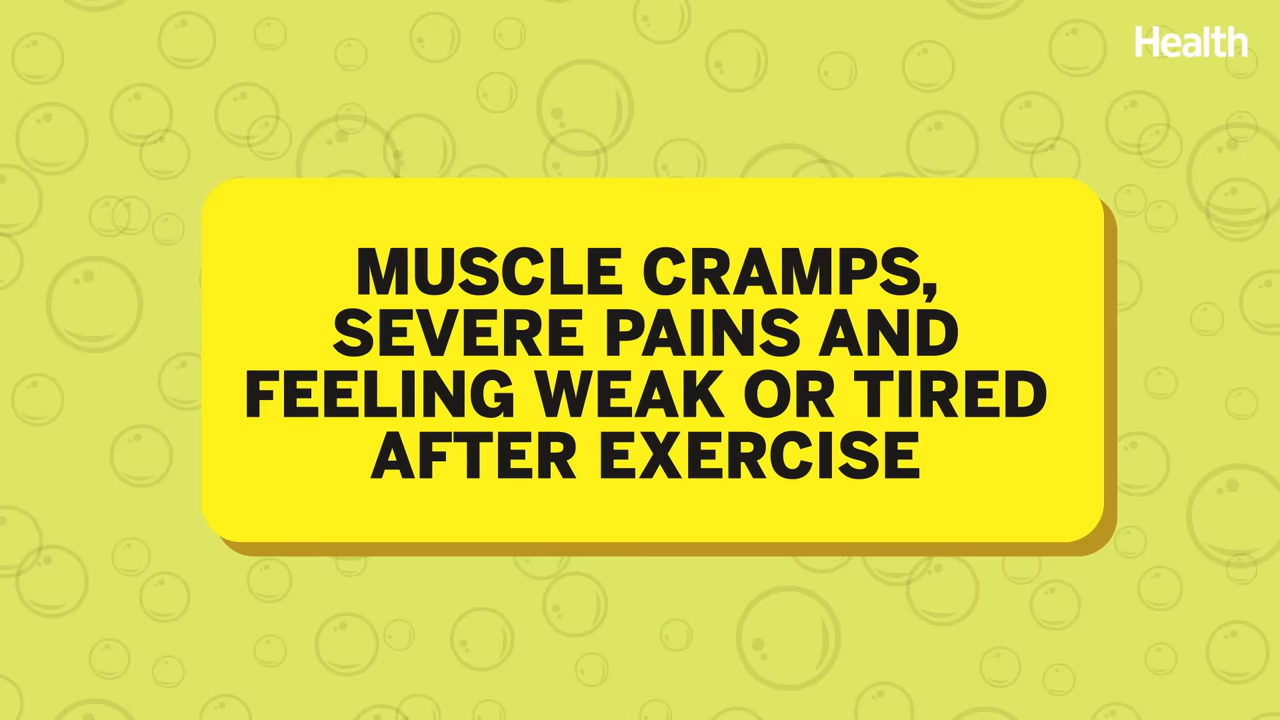 Health
MUSCLE CRAMPS,
SEVERE PAINS AND
FEELING WEAK OR TIRED
AFTER EXERCISE